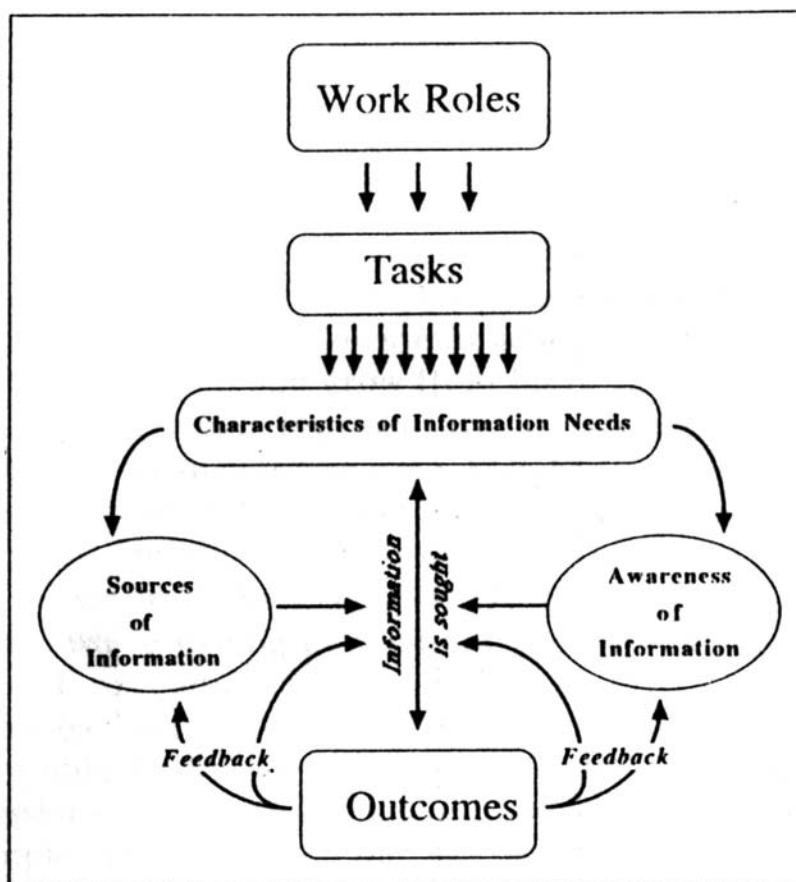 Work Roles
Tasks
Characteristics of Information Needs
Sources
of
Information
Information
is sought
Awareness
of
Information
Feedback
Feedback
Outcomes